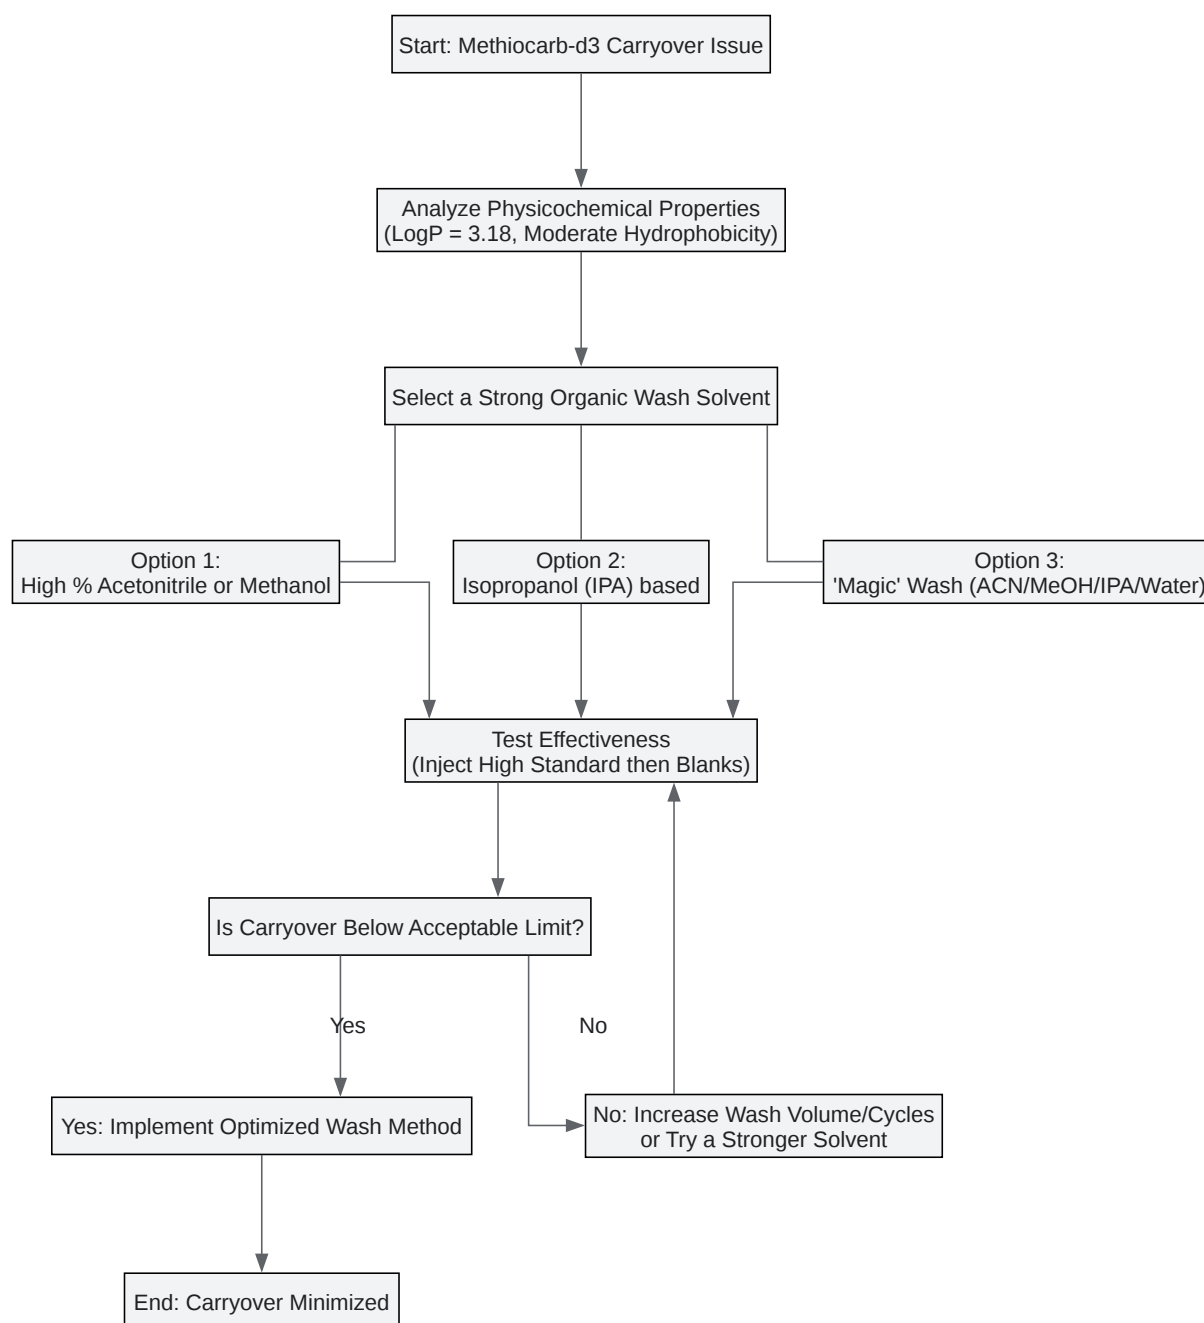 Start: Methiocarb-d3 Carryover Issue
Analyze Physicochemical Properties
(LogP = 3.18, Moderate Hydrophobicity)
Select a Strong Organic Wash Solvent
Option 1:
High % Acetonitrile or Methanol
Option 2:
Isopropanol (IPA) based
Option 3:
'Magic' Wash (ACN/MeOH/IPA/Water)
Test Effectiveness
(Inject High Standard then Blanks)
Is Carryover Below Acceptable Limit?
Yes
No
Yes: Implement Optimized Wash Method
No: Increase Wash Volume/Cycles
or Try a Stronger Solvent
End: Carryover Minimized